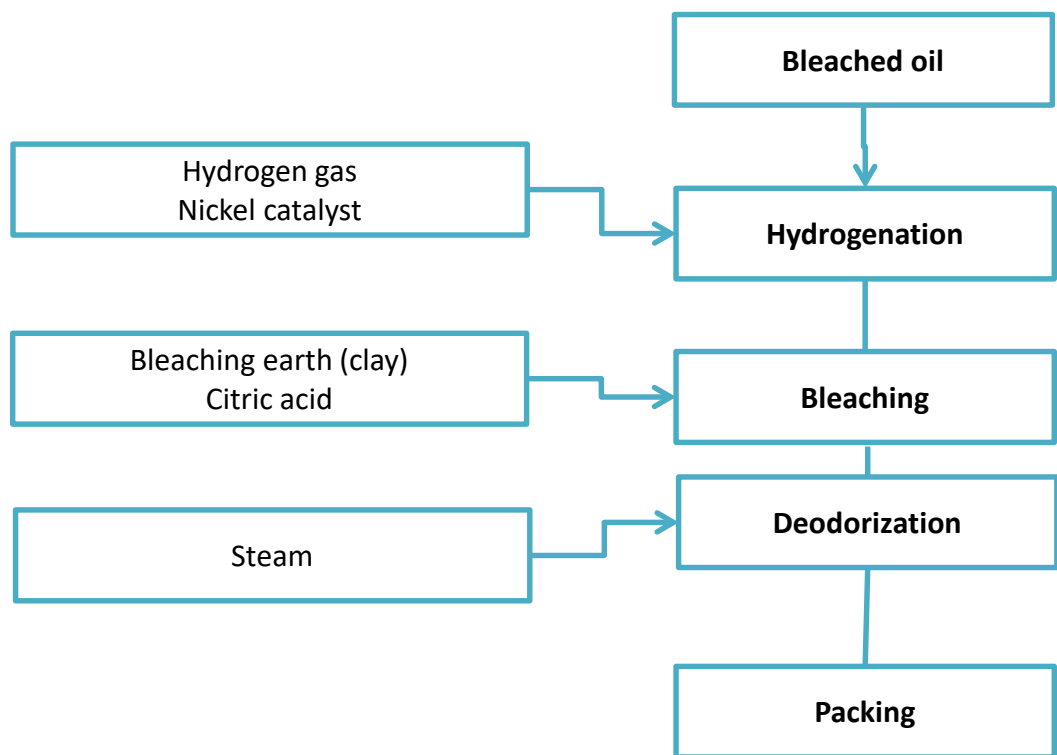 Bleached oil
Hydrogen gas
Nickel catalyst
Hydrogenation
Bleaching earth (clay)
Citric acid
Bleaching
Steam
Deodorization
Packing